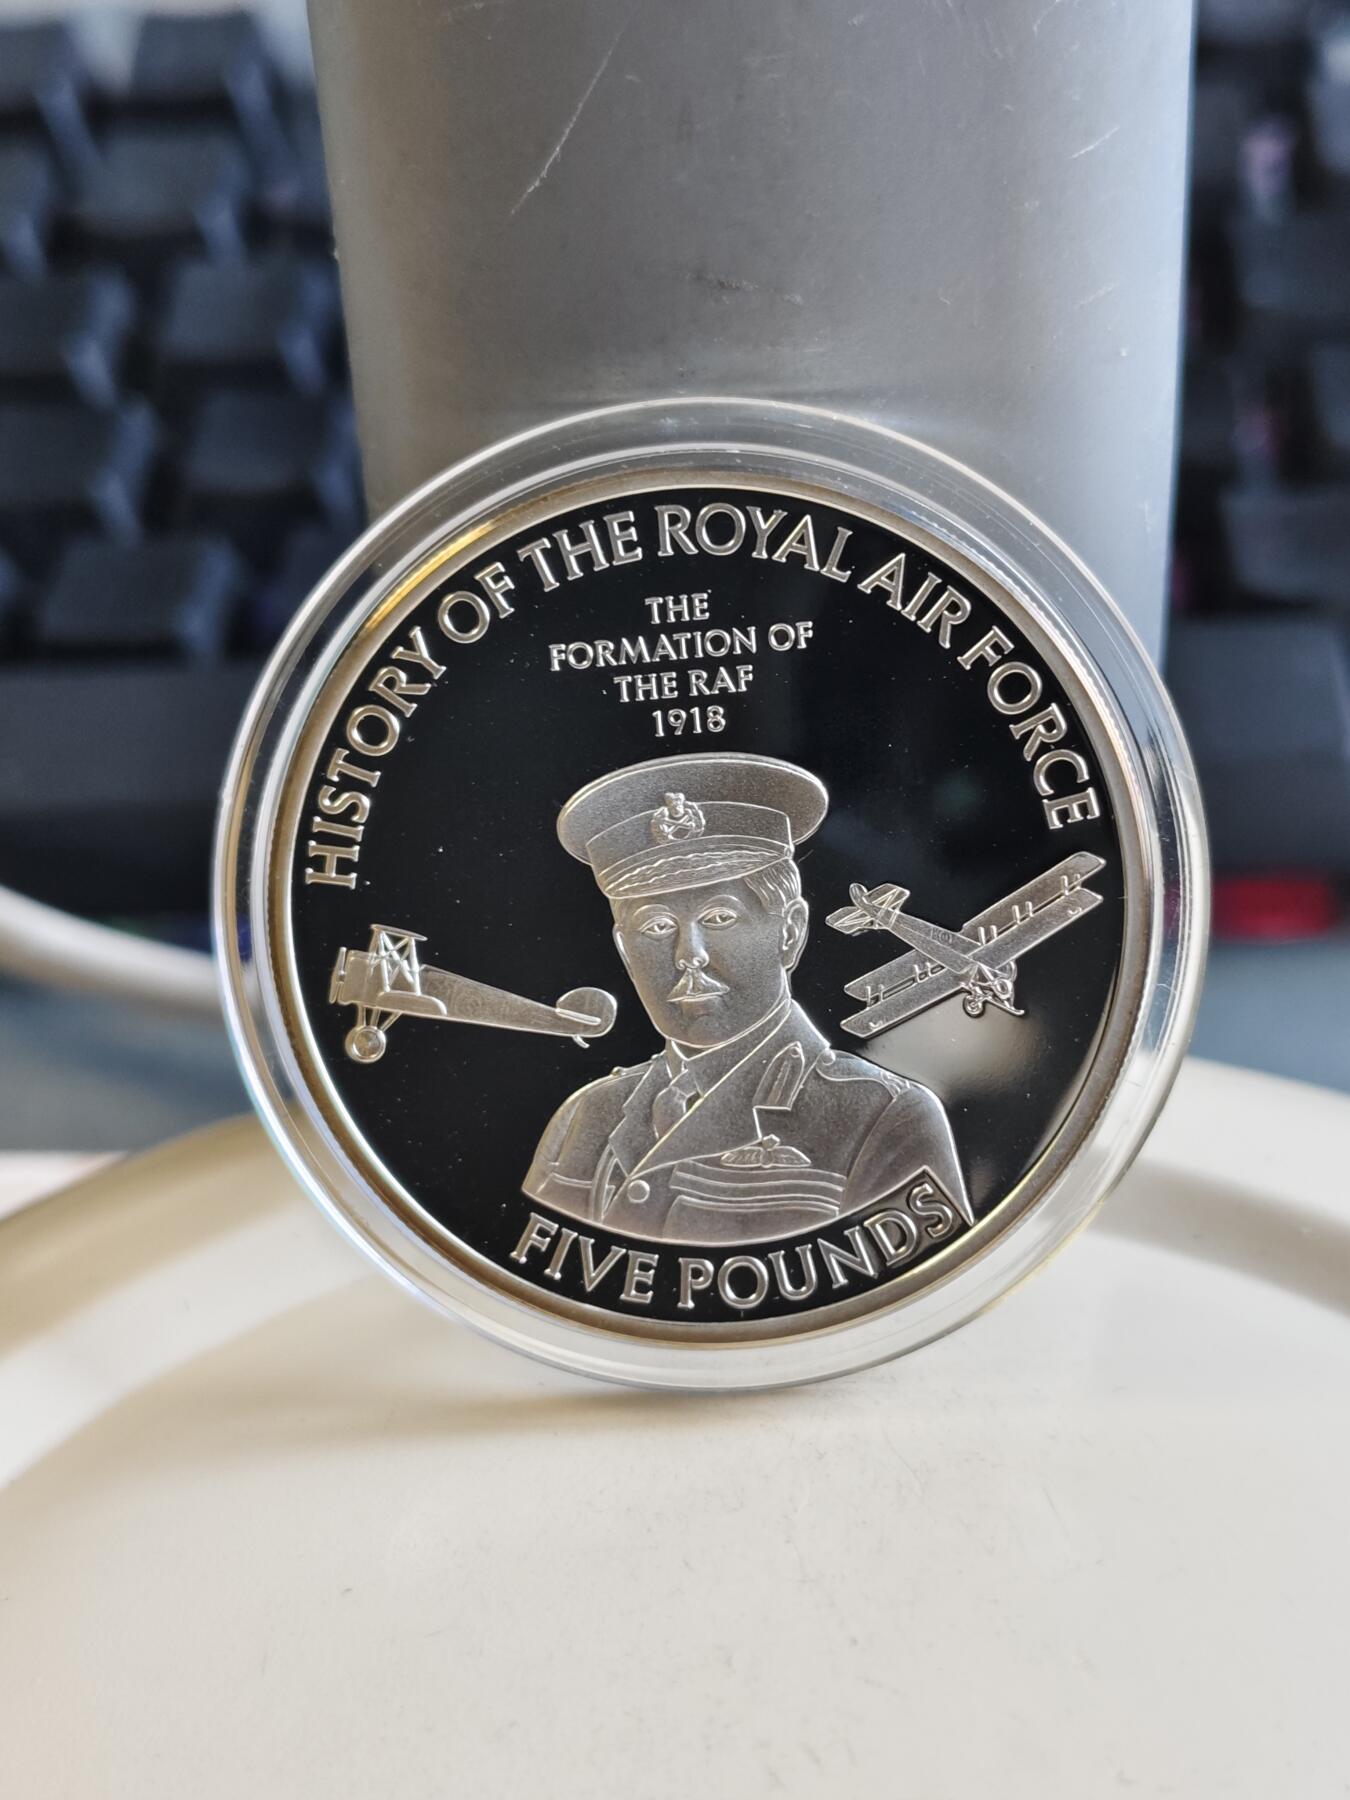 HISTORY OF THE ROYAL AIR FORCE
THE
FORMATION OF
THE RAF
1918
FIVE POUNDS